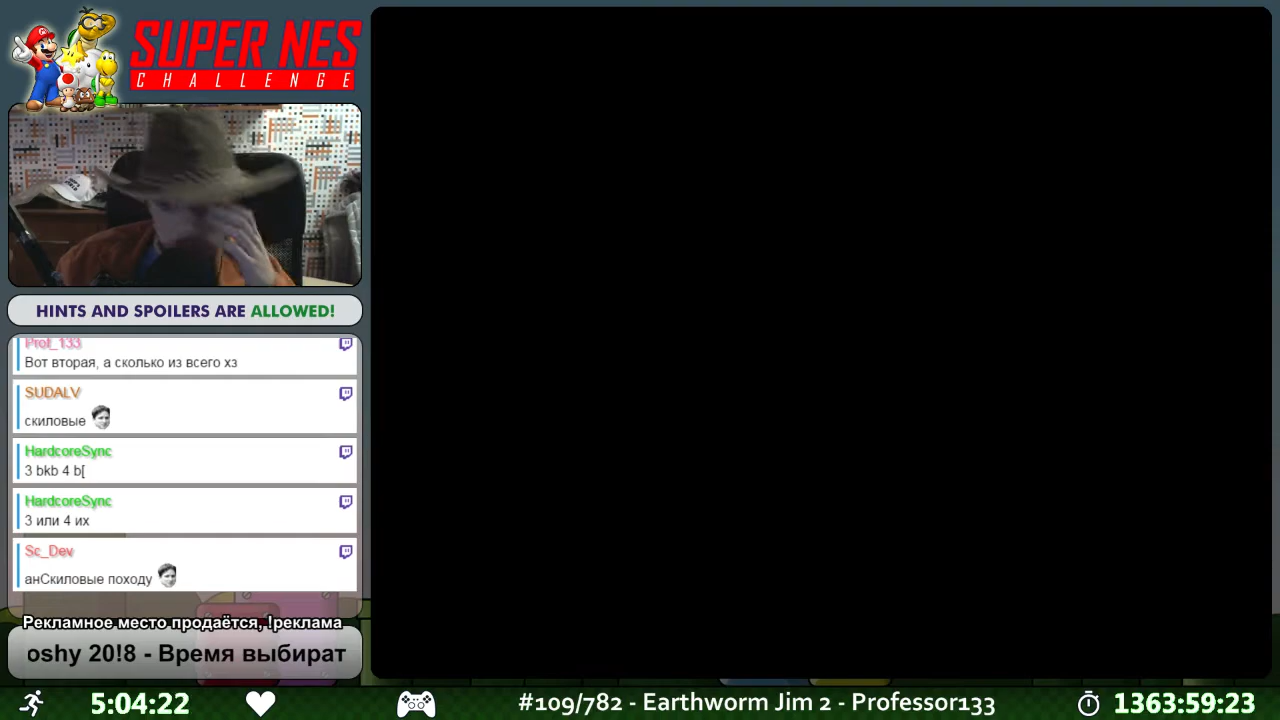 SUPER NES
CHALLENGE
HINTS AND SPOILERS ARE ALLOWED!
Prof_133
Вот вторая, а сколько из всего хз
SUDALV
скиловые
HardcoreSync
3 bkb 4 b[
HardcoreSync
3 или 4 их
Sc_Dev
анСкиловые походу
Рекламное место продаётся, !реклама
oshy 20!8 - Время выбират
5:04:22
#109/782 - Earthworm Jim 2 - Professor133
1363:59:23